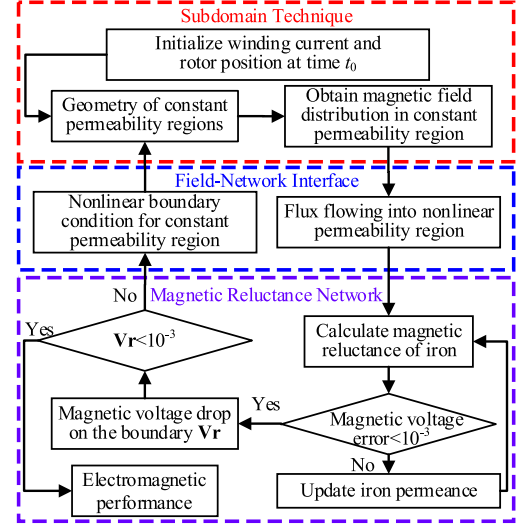 Subdomain Technique
Initialize winding current and
rotor position at time t₀
Geometry of constant
permeability regions
Obtain magnetic field
distribution in constant
permeability region
Field-Network Interface
Nonlinear boundary
condition for constant
permeability region
Flux flowing into nonlinear
permeability region
No
Magnetic Reluctance Network
Yes
Vr<10⁻³
Calculate magnetic
reluctance of iron
Magnetic voltage drop
on the boundary Vr
Yes
Magnetic voltage
error<10⁻³
No
Electromagnetic
performance
Update iron permeance